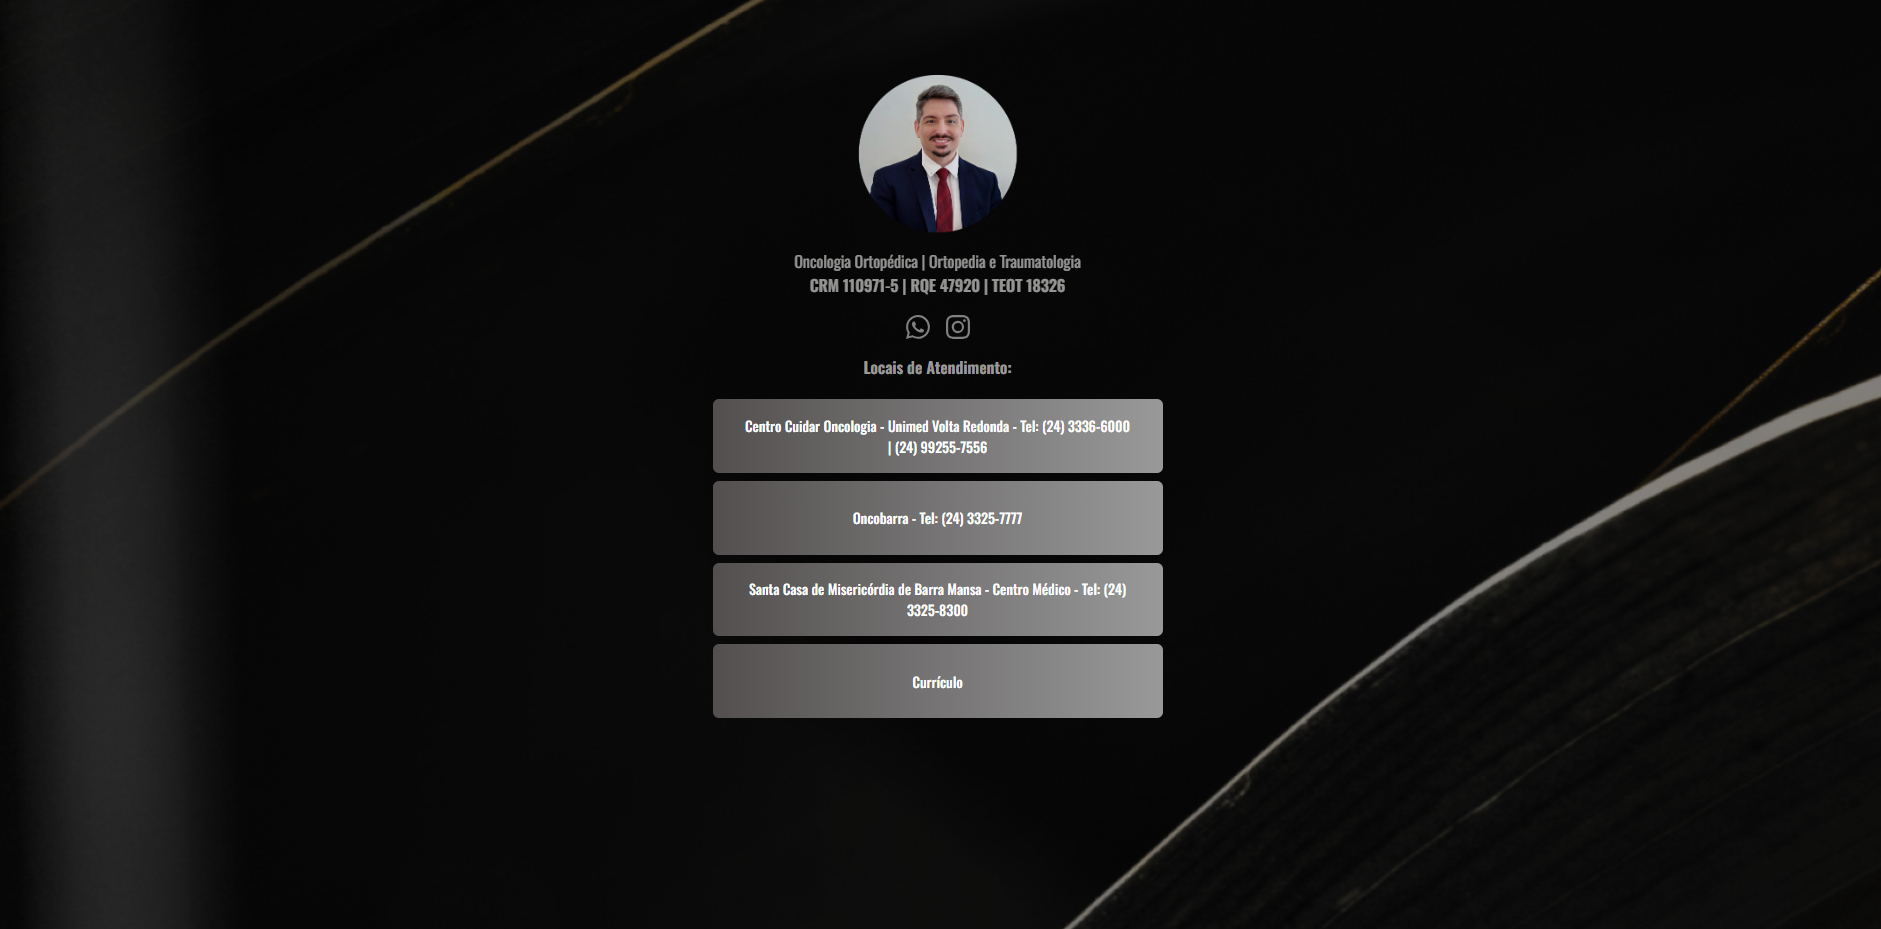 Oncologia Ortopédica | Ortopedia e Traumatologia
CRM 110971-5 | RQE 47920 | TEOT 18326
Locais de Atendimento:
Centro Cuidar Oncologia - Unimed Volta Redonda - Tel: (24) 3336-6000
| (24) 99255-7556
Oncobarra - Tel: (24) 3325-7777
Santa Casa de Misericórdia de Barra Mansa - Centro Médico - Tel: (24)
3325-8300
Currículo